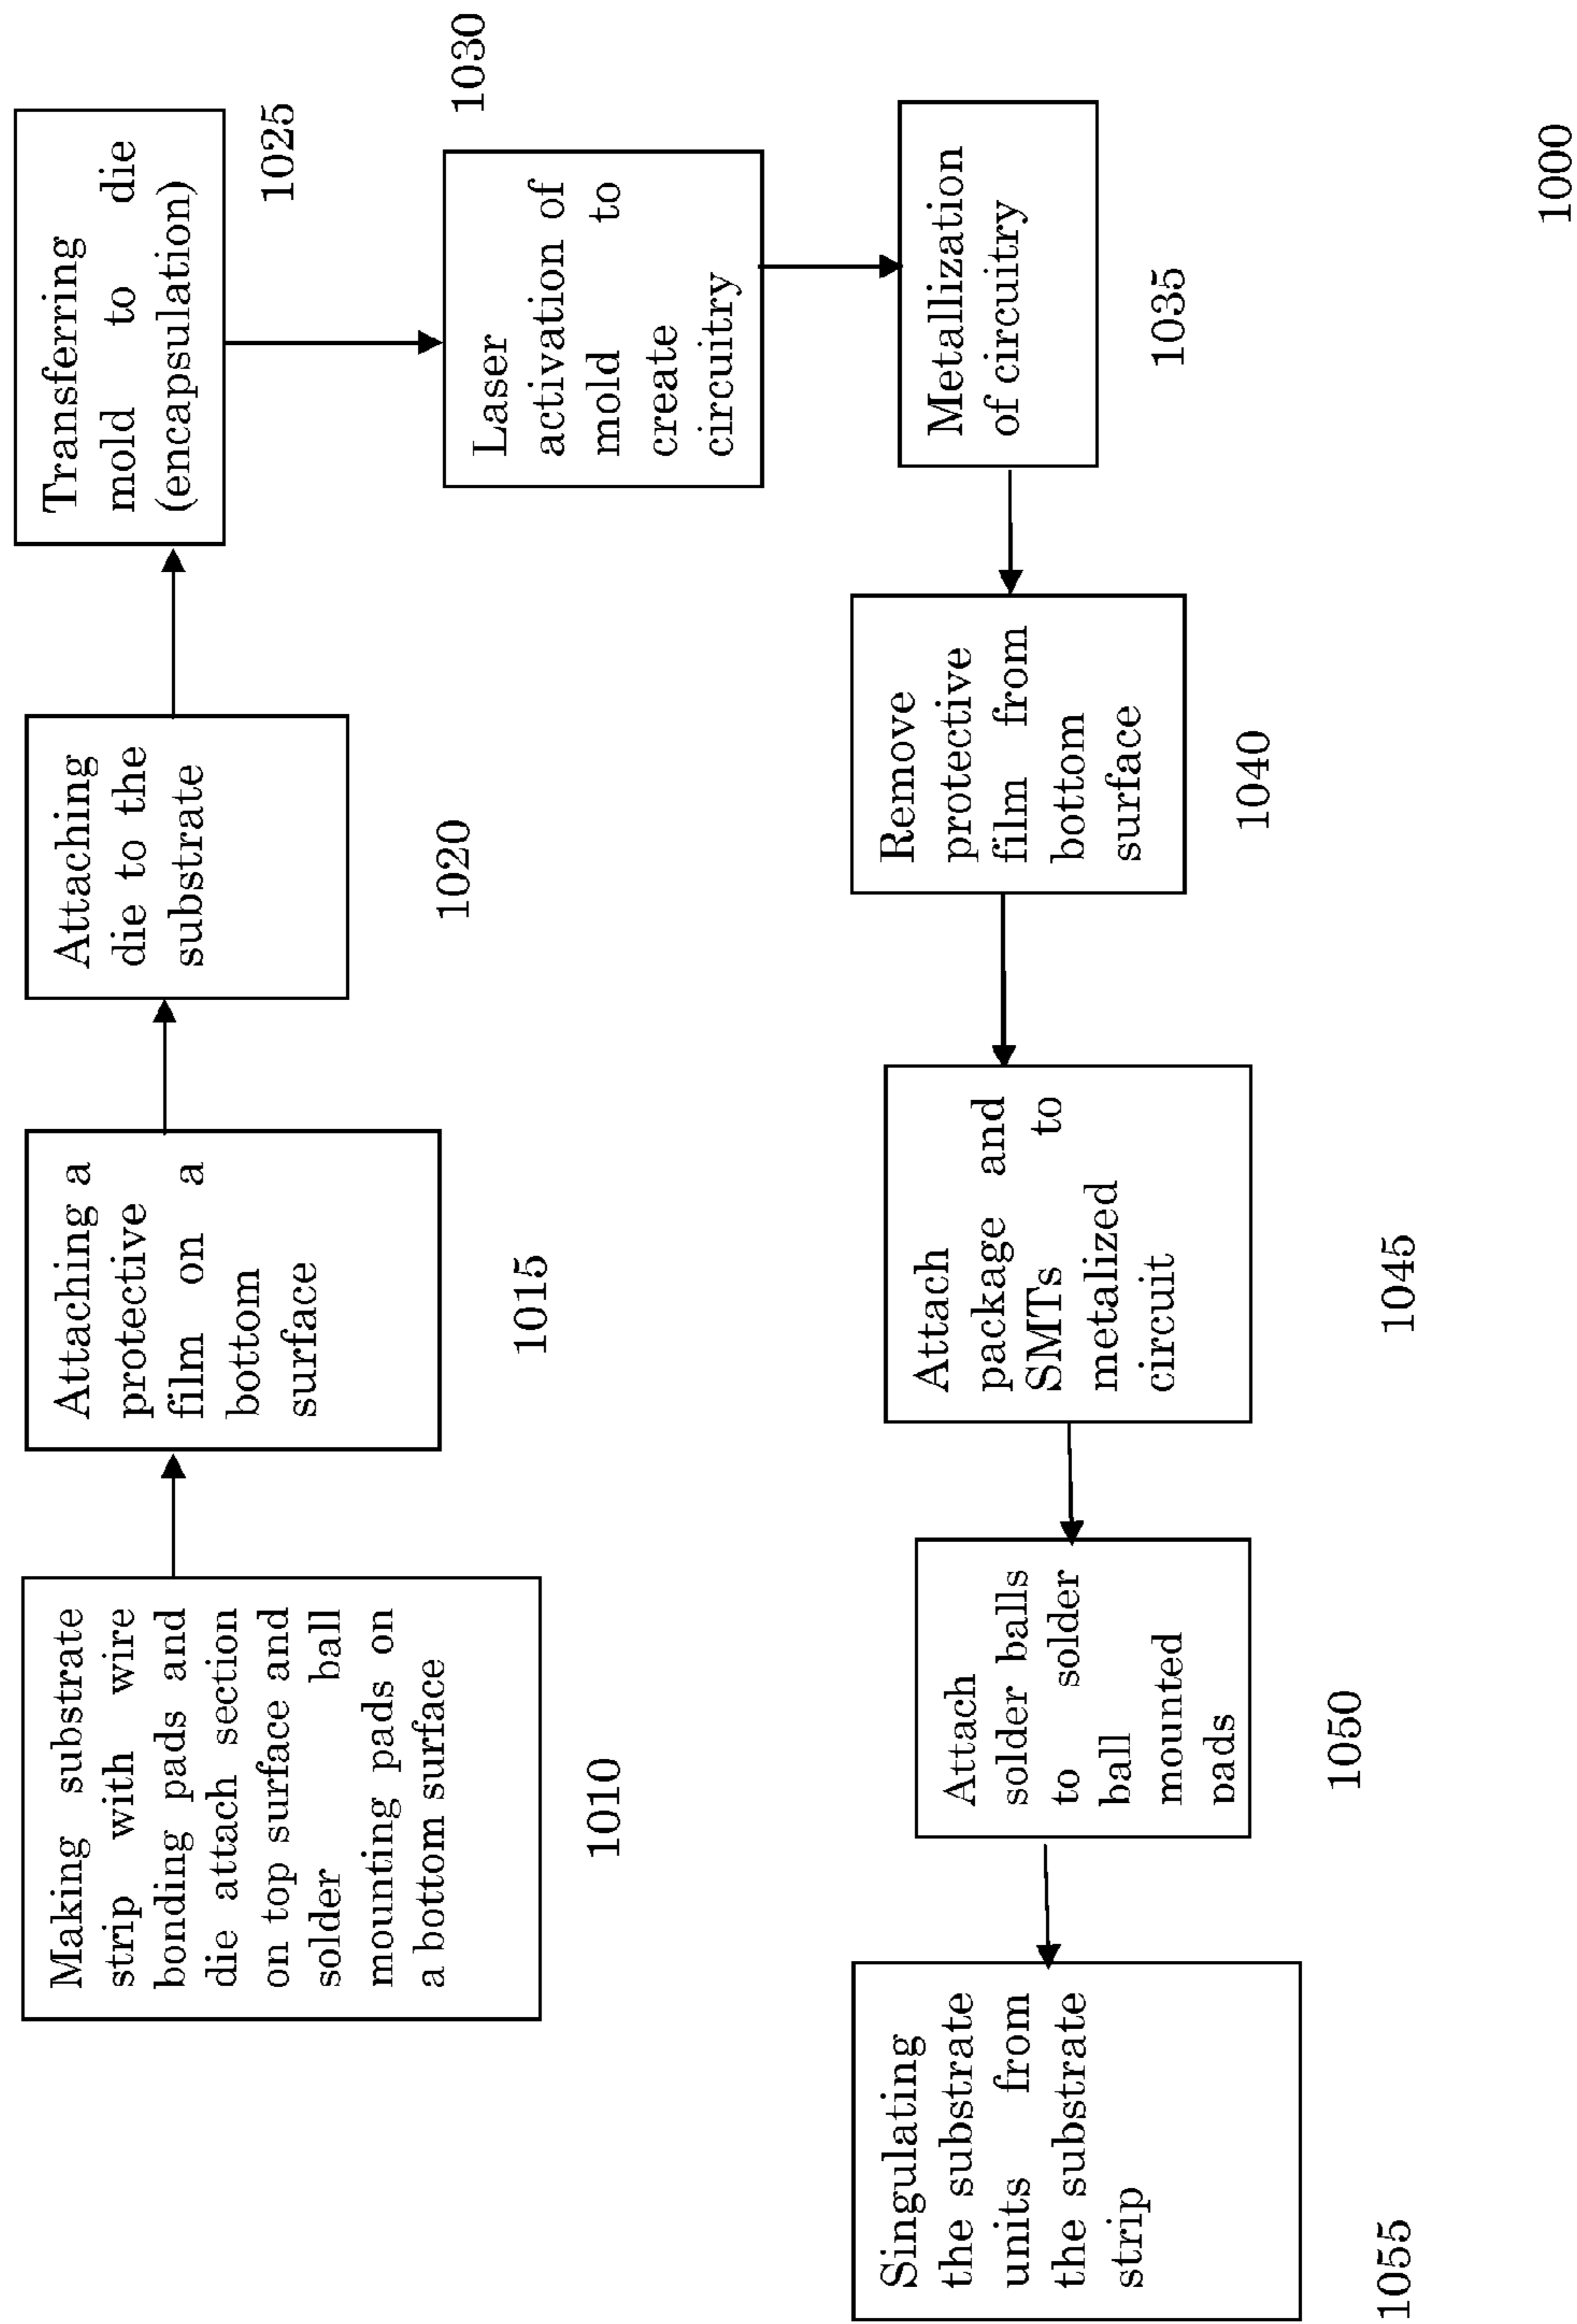 Making substrate
strip with wire
bonding pads and
die attach section
on top surface and
solder ball
mounting pads on
a bottom surface
1010
Attaching a
protective
film on a
bottom
surface
1015
Attaching
die to the
substrate
1020
Transferring
mold to die
(encapsulation)
1025
Laser
activation of
mold to
create
circuitry
1030
Metallization
of circuitry
1035
Remove
protective
film from
bottom
surface
1040
Attach
package and
SMTs to
metalized
circuit
1045
Attach
solder balls
to solder
ball
mounted
pads
1050
Singulating
the substrate
units from
the substrate
strip
1055
1000